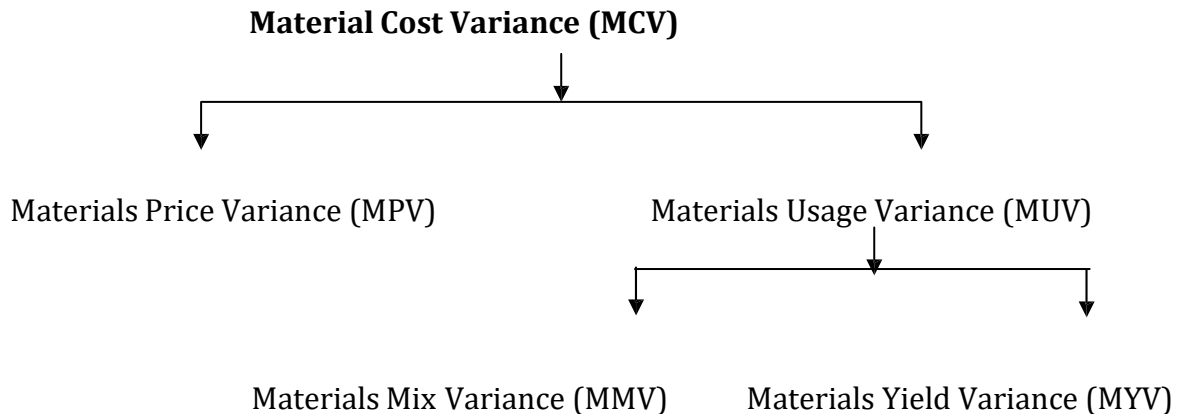 Material Cost Variance (MCV)
Materials Price Variance (MPV) Materials Usage Variance (MUV)
Materials Mix Variance (MMV) Materials Yield Variance (MYV)